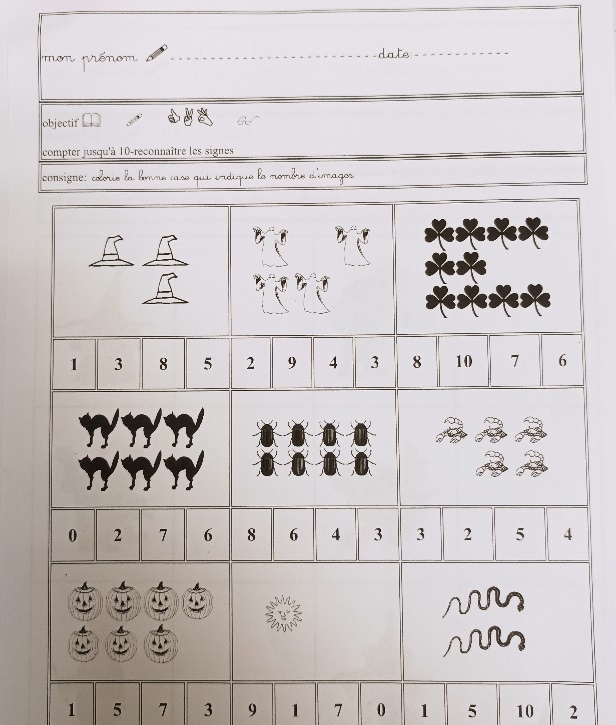 mon prénom date
objectif
compter jusqu'à 10-reconnaître les signes
consigne: colorie la bonne case qui indique le nombre d'images
1 3 8 5 2 9 4 3 8 10 7 6
0 2 7 6 8 6 4 3 3 2 5 4
1 5 7 3 9 1 7 0 1 5 10 2